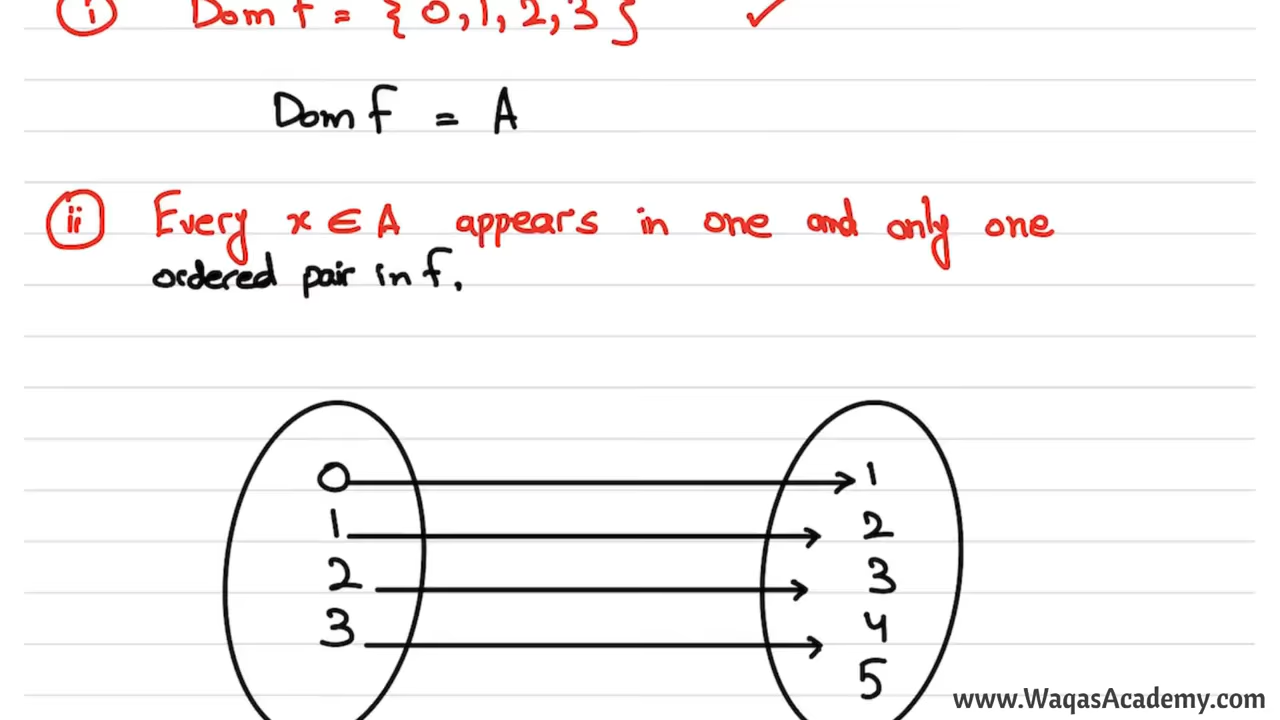 i Dom f = { 0, 1, 2, 3 } ✓
Dom f = A
ii Every x ∈ A appears in one and only one
ordered pair in f.
0 → 1
1 → 2
2 → 3
3 → 4
5
www.WaqasAcademy.com